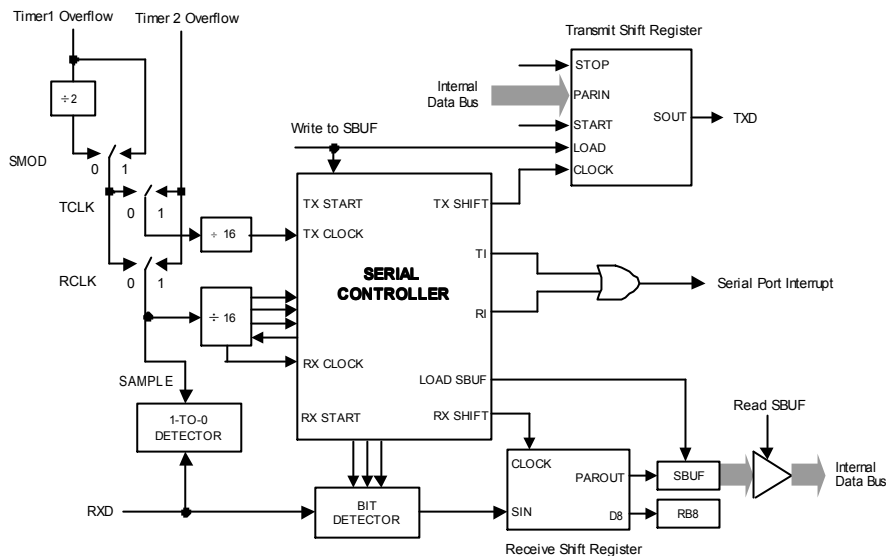 Timer1 Overflow
Timer 2 Overflow
Transmit Shift Register
STOP
÷2
Internal
Data Bus
PARIN
SOUT
TXD
START
Write to SBUF
LOAD
SMOD
0 1
CLOCK
TX START
TX SHIFT
TCLK
0 1
÷ 16
TX CLOCK
TI
SERIAL
CONTROLLER
Serial Port Interrupt
RCLK
0 1
÷ 16
RI
RX CLOCK
LOAD SBUF
SAMPLE
RX START
RX SHIFT
Read SBUF
1-TO-0
DETECTOR
CLOCK
PAROUT
SBUF
Internal
Data Bus
RXD
BIT
DETECTOR
SIN
D8
RB8
Receive Shift Register